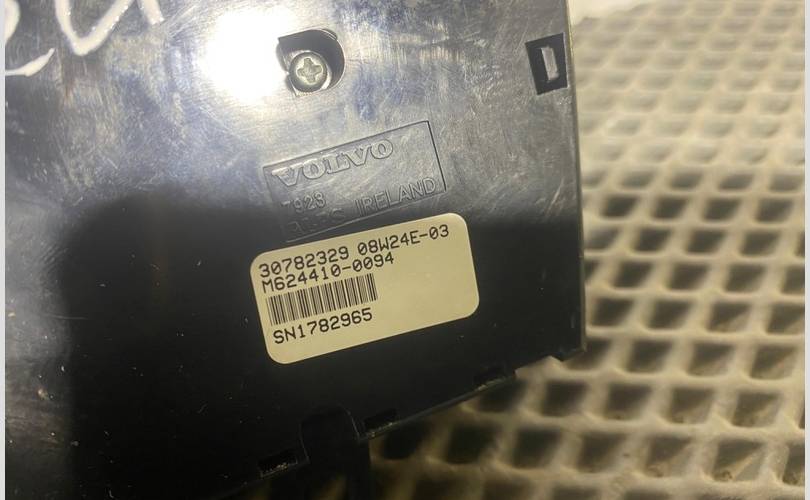 D
VOLVO
7928
IRELAND
30782329 08W24E-03
M624410-0094
SN1782965